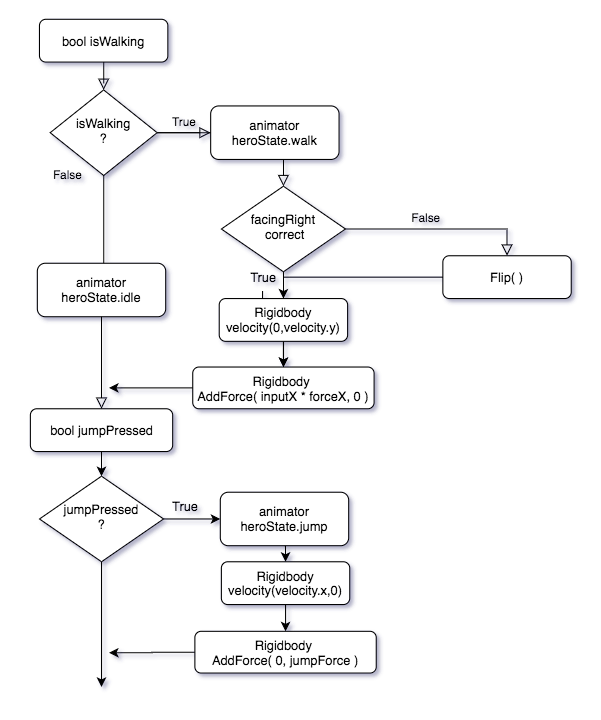 bool isWalking
isWalking
?
True
False
animator
heroState.walk
facingRight
correct
False
True
Flip( )
animator
heroState.idle
Rigidbody
velocity(0,velocity.y)
Rigidbody
AddForce( inputX * forceX, 0 )
bool jumpPressed
jumpPressed
?
True
animator
heroState.jump
Rigidbody
velocity(velocity.x,0)
Rigidbody
AddForce( 0, jumpForce )